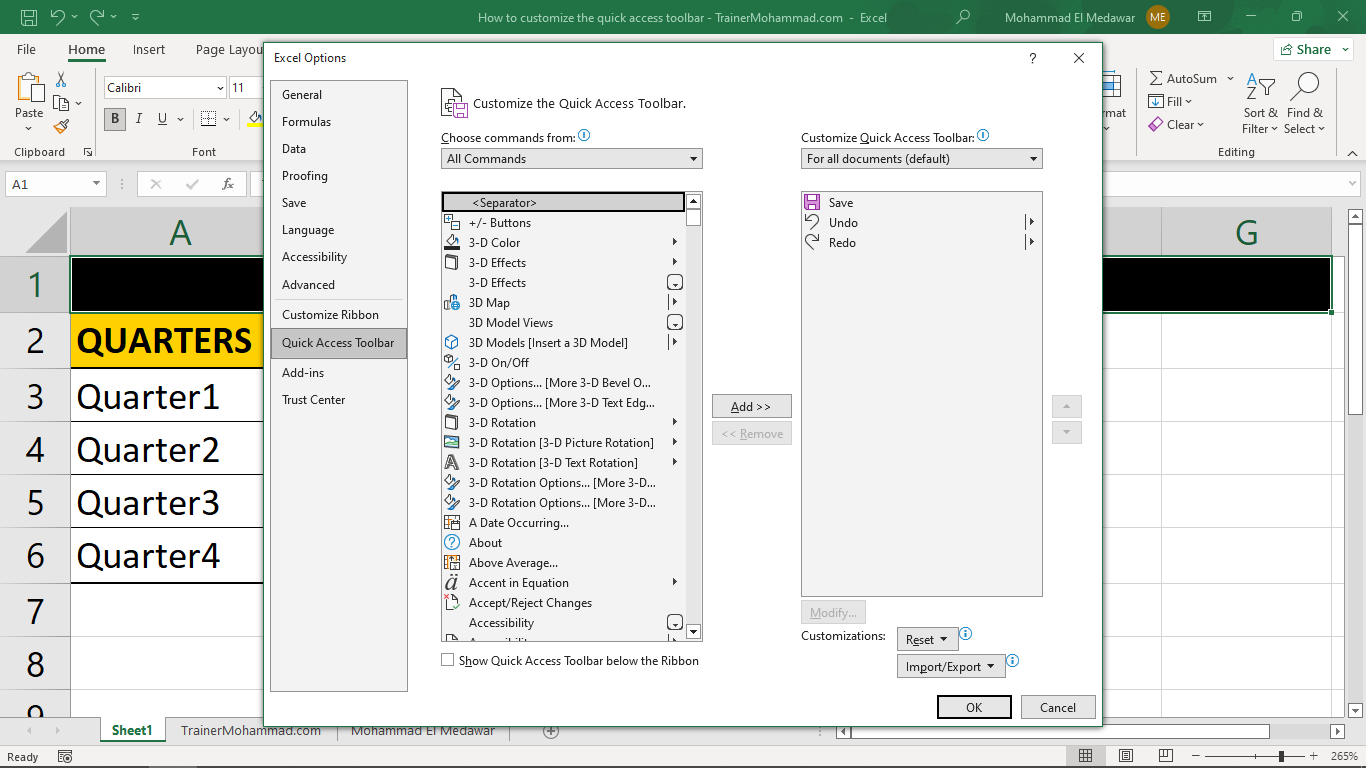 How to customize the quick access toolbar - TrainerMohammad.com - Excel
Mohammad El Medawar
ME
File
Home
Insert
Page Layou
Share
Excel Options
?
Calibri
11
Paste
B
I
U
Clipboard
Font
AutoSum
Fill
Clear
Sort &
Filter
Find &
Select
Editing
rmat
A1
fx
General
Formulas
Data
Proofing
Save
Language
Accessibility
Advanced
Customize Ribbon
Quick Access Toolbar
Add-ins
Trust Center
Customize the Quick Access Toolbar.
Choose commands from:
All Commands
<Separator>
+/- Buttons
3-D Color
3-D Effects
3-D Effects
3D Map
3D Model Views
3D Models [Insert a 3D Model]
3-D On/Off
3-D Options... [More 3-D Bevel O...
3-D Options... [More 3-D Text Edg...
3-D Rotation
3-D Rotation [3-D Picture Rotation]
3-D Rotation [3-D Text Rotation]
3-D Rotation Options... [More 3-D...
3-D Rotation Options... [More 3-D...
A Date Occurring...
About
Above Average...
Accent in Equation
Accept/Reject Changes
Accessibility
Show Quick Access Toolbar below the Ribbon
Add >>
<< Remove
Customize Quick Access Toolbar:
For all documents (default)
Save
Undo
Redo
Modify...
Customizations:
Reset
Import/Export
OK
Cancel
A
G
1
2
QUARTERS
3
Quarter1
4
Quarter2
5
Quarter3
6
Quarter4
7
8
9
Sheet1
TrainerMohammad.com
Mohammad El Medawar
Ready
265%